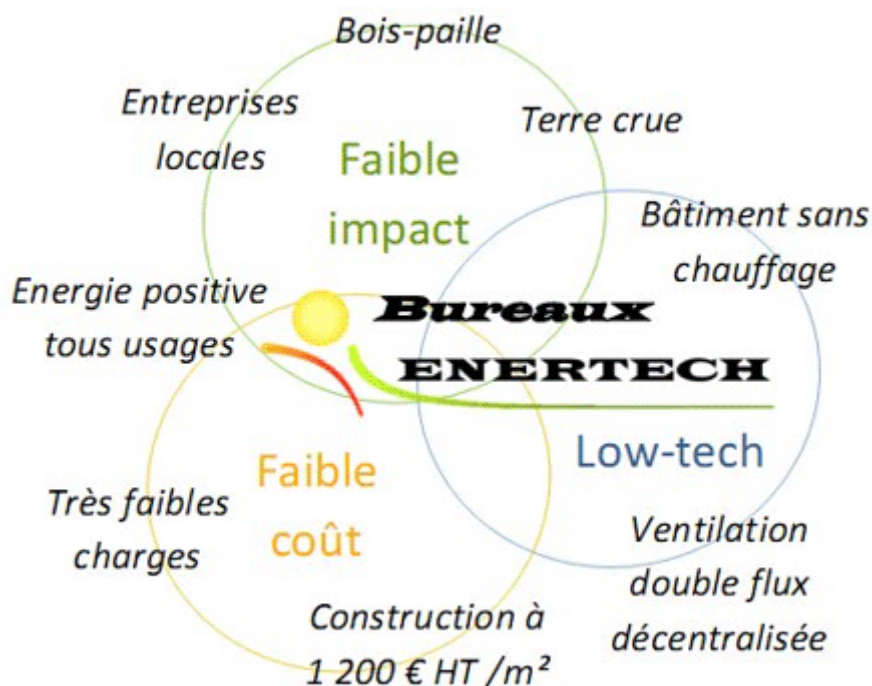 Bois-paille
Entreprises
locales
Terre crue
Faible
impact
Bâtiment sans
chauffage
Energie positive
tous usages
Bureaux
ENERTECH
Low-tech
Faible
coût
Très faibles
charges
Ventilation
double flux
décentralisée
Construction à
1 200 € HT /m²